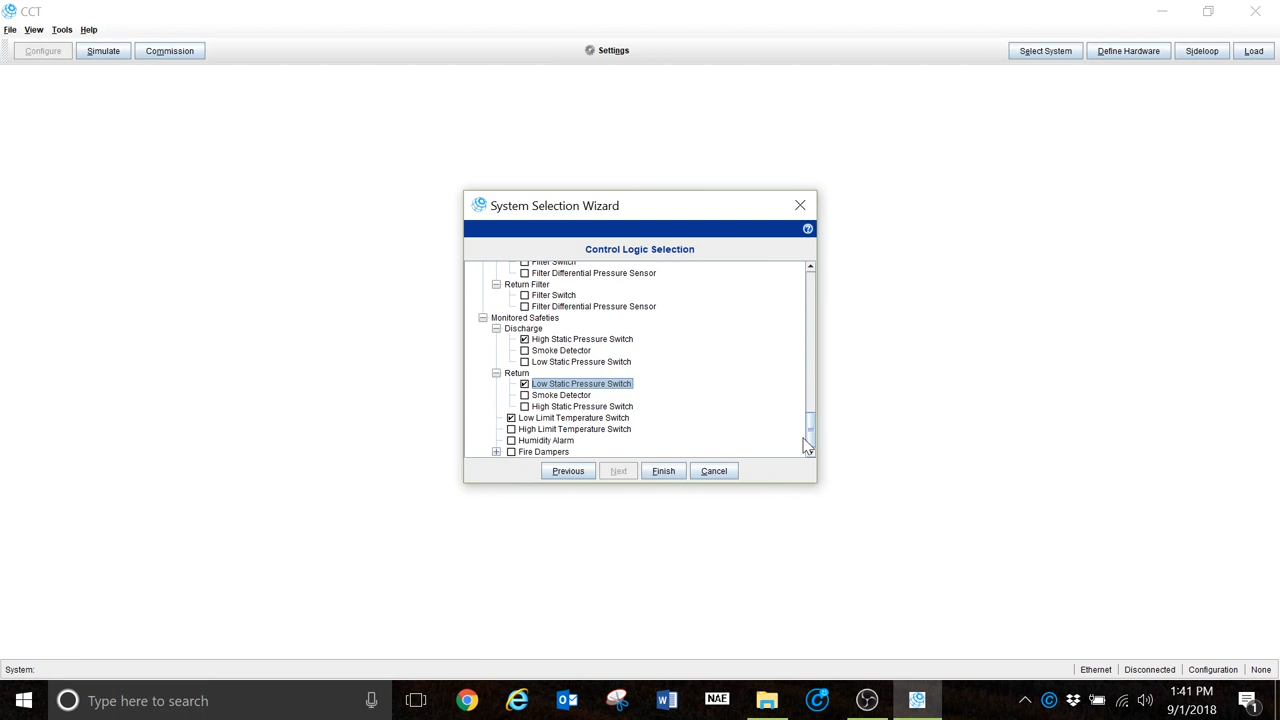 CCT
File View Tools Help
Configure Simulate Commission Settings Select System Define Hardware Sideloop Load
System Selection Wizard
Control Logic Selection
Filter Switch
Filter Differential Pressure Sensor
Return Filter
Filter Switch
Filter Differential Pressure Sensor
Monitored Safeties
Discharge
High Static Pressure Switch
Smoke Detector
Low Static Pressure Switch
Return
Low Static Pressure Switch
Smoke Detector
High Static Pressure Switch
Low Limit Temperature Switch
High Limit Temperature Switch
Humidity Alarm
Fire Dampers
Previous Next Finish Cancel
System: Ethernet Disconnected Configuration None
Type here to search NAE 1:41 PM
9/1/2018